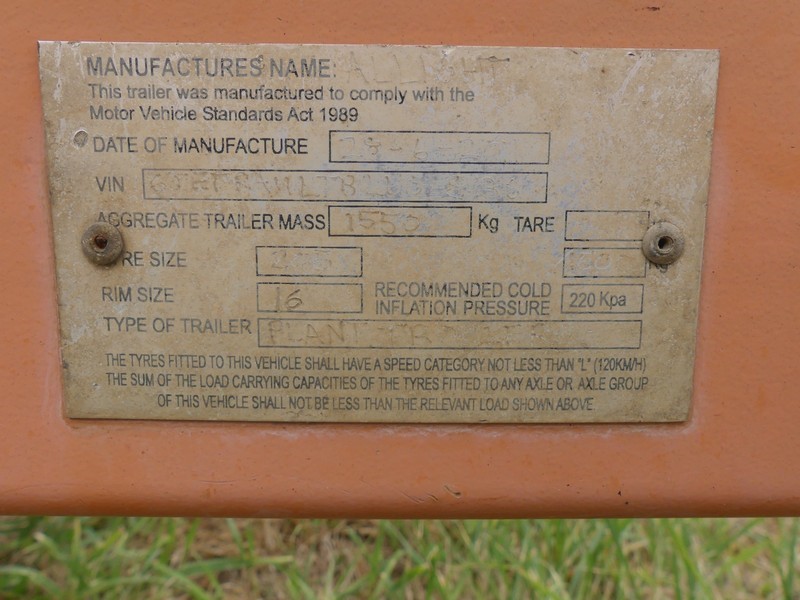 MANUFACTURES NAME: ALLIGHT
This trailer was manufactured to comply with the
Motor Vehicle Standards Act 1989
DATE OF MANUFACTURE
VIN
AGGREGATE TRAILER MASS 1550 Kg TARE
SIZE
RIM SIZE 16 RECOMMENDED COLD INFLATION PRESSURE 220 Kpa
TYPE OF TRAILER PLANT
THE TYRES FITTED TO THIS VEHICLE SHALL HAVE A SPEED CATEGORY NOT LESS THAN "L" (120KM/H)
THE SUM OF THE LOAD CARRYING CAPACITIES OF THE TYRES FITTED TO ANY AXLE OR AXLE GROUP
OF THIS VEHICLE SHALL NOT BE LESS THAN THE RELEVANT LOAD SHOWN ABOVE